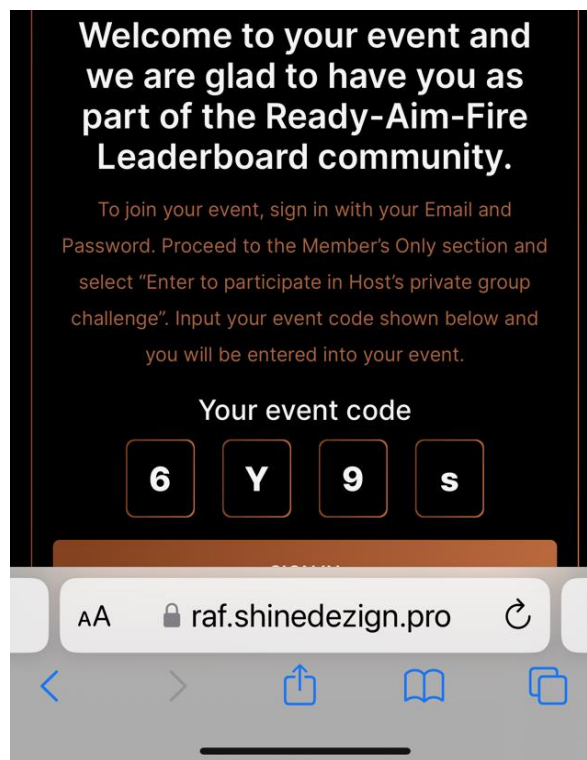 Welcome to your event and
we are glad to have you as
part of the Ready-Aim-Fire
Leaderboard community.
To join your event, sign in with your Email and
Password. Proceed to the Member's Only section and
select “Enter to participate in Host's private group
challenge”. Input your event code shown below and
you will be entered into your event.
Your event code
6 Y 9 s
AA raf.shinedezign.pro